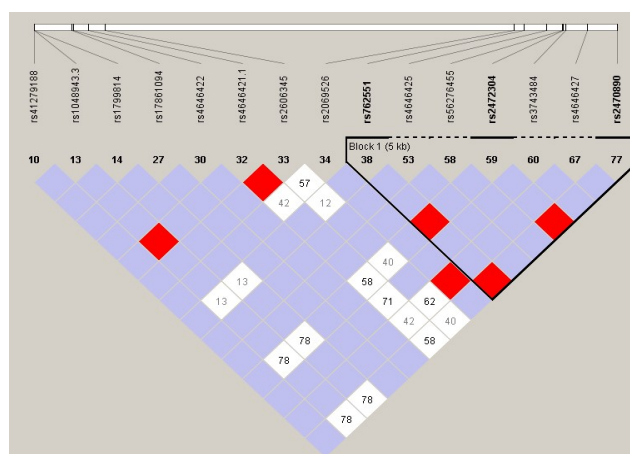 rs41279188
rs1048943.3
rs1799814
rs17861094
rs4646422
rs4646421.1
rs2606345
rs2069526
rs762551
rs4646425
rs56276455
rs2472304
rs3743484
rs4646427
rs2470890
Block 1 (5 kb)
10 13 14 27 30 32 33 34 38 53 58 59 60 67 77
57
42 12
40
13 58
13 71 62
42 40
78 58
78
78
78